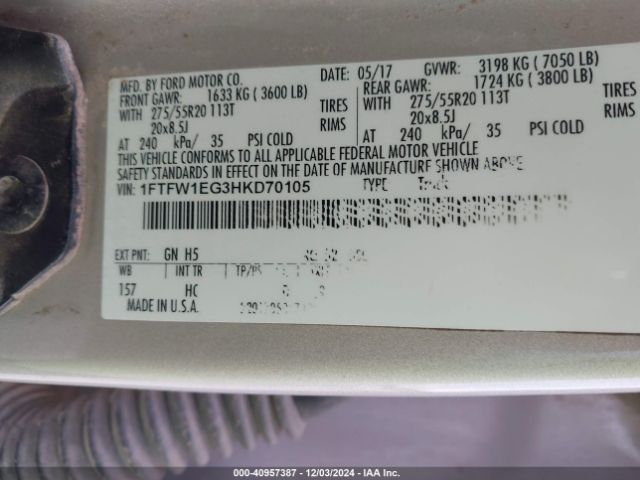 MFD. BY FORD MOTOR CO. DATE: 05/17 GVWR: 3198 KG ( 7050 LB)
FRONT GAWR: 1633 KG ( 3600 LB) REAR GAWR: 1724 KG ( 3800 LB)
WITH 275/55R20 113T TIRES WITH 275/55R20 113T TIRES
20x8.5J RIMS 20x8.5J RIMS
AT 240 kPa/ 35 PSI COLD AT 240 kPa/ 35 PSI COLD
THIS VEHICLE CONFORMS TO ALL APPLICABLE FEDERAL MOTOR VEHICLE
SAFETY STANDARDS IN EFFECT ON THE DATE OF MANUFACTURE SHOWN ABOVE.
VIN: 1FTFW1EG3HKD70105 TYPE Truck
EXT PNT: GN H5
WB INT TR TP/PS
157 HC
MADE IN U.S.A.
000-40957387 - 12/03/2024 - IAA Inc.